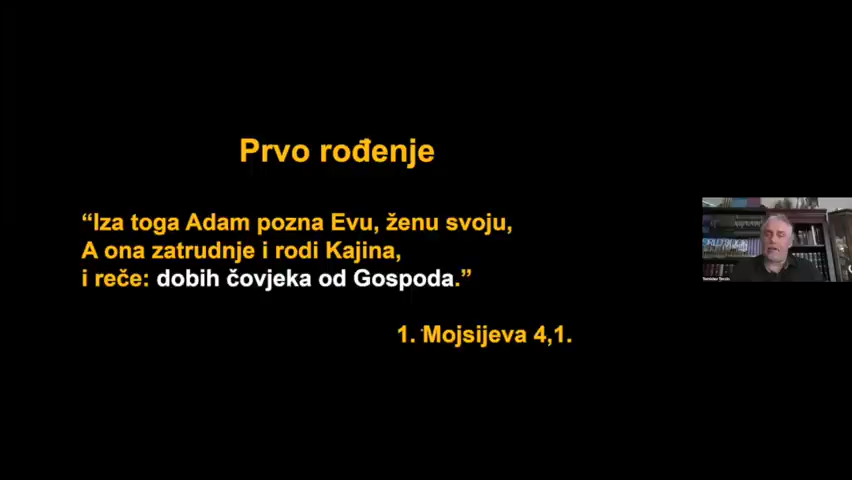 Prvo rođenje
“Iza toga Adam pozna Evu, ženu svoju,
A ona zatrudnje i rodi Kajina,
i reče: dobih čovjeka od Gospoda.”
1. Mojsijeva 4,1.